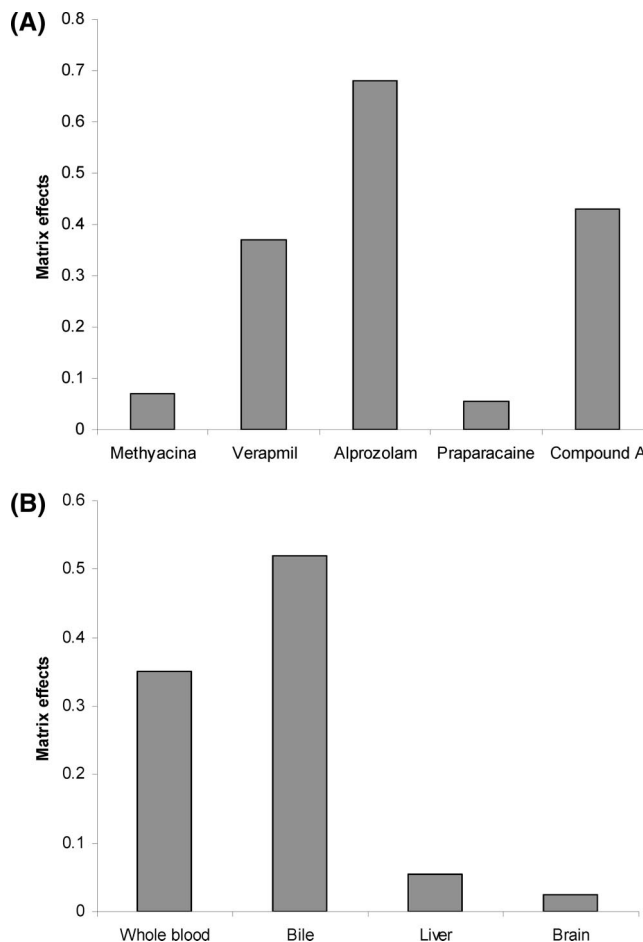 (A)
0.8
0.7
0.6
0.5
0.4
0.3
0.2
0.1
0
Matrix effects
Methyacina Verapmil Alprozolam Praparacaine Compound A
(B)
0.6
0.5
0.4
0.3
0.2
0.1
0
Matrix effects
Whole blood Bile Liver Brain